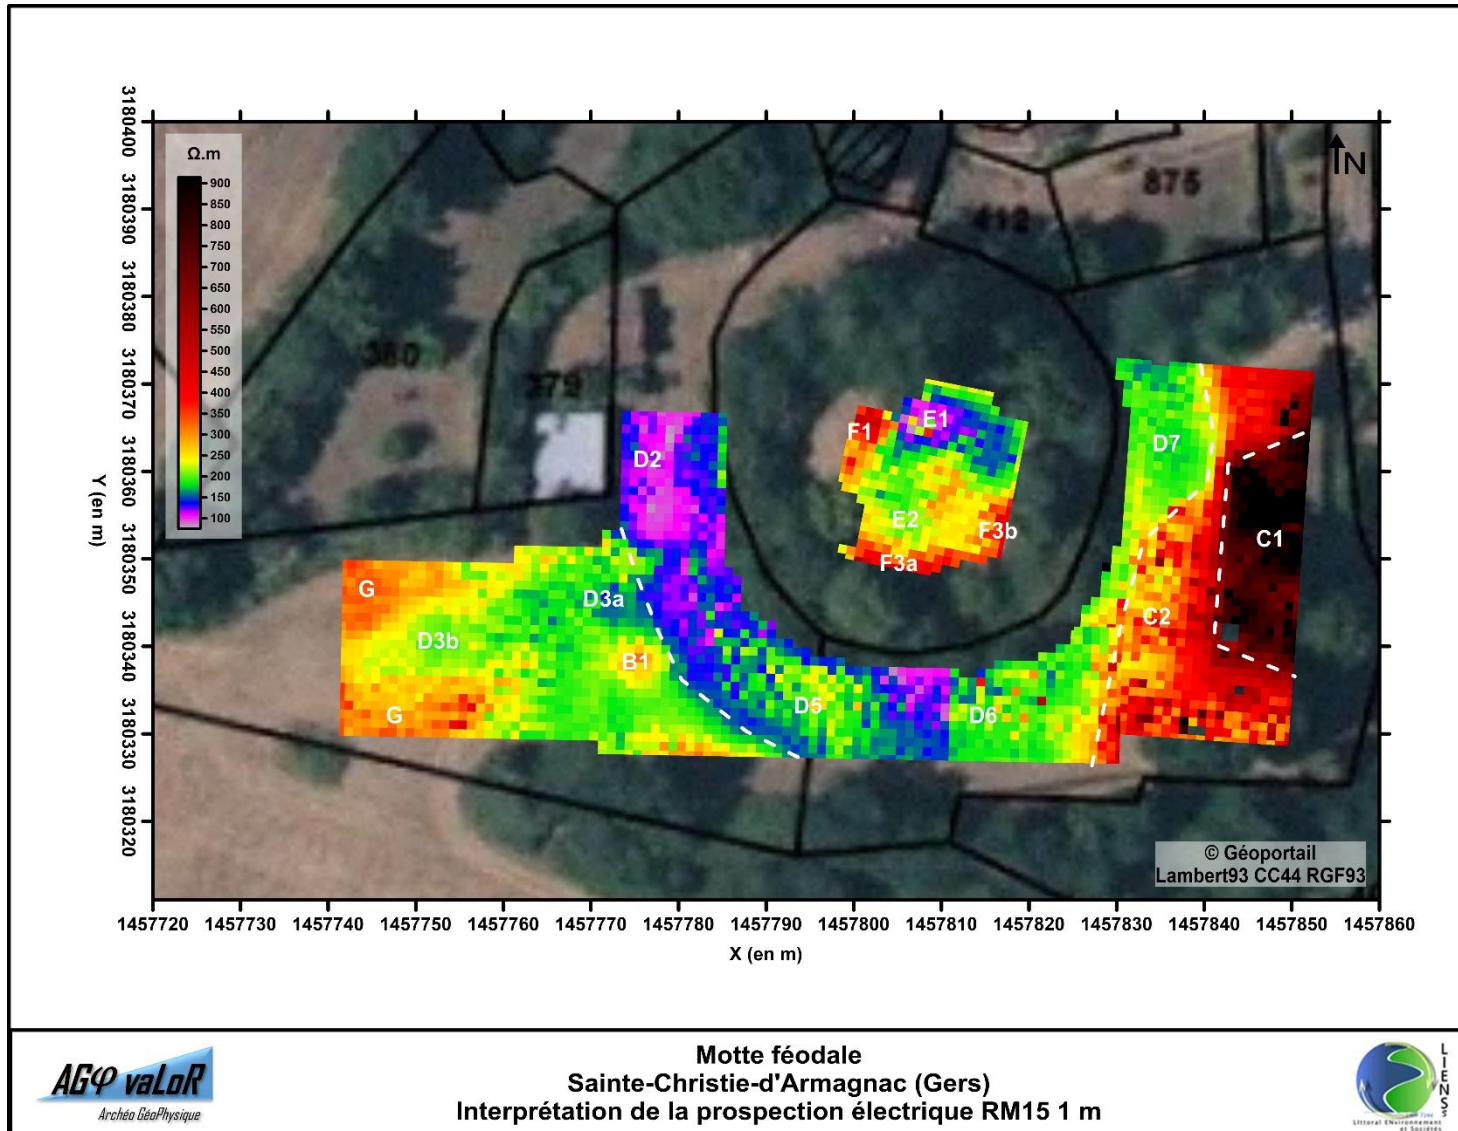 3180400
3180390
3180380
3180370
3180360
3180350
3180340
3180330
3180320
Y (en m)
Ω.m
900
850
800
750
700
650
600
550
500
450
400
350
300
250
200
150
100
N
875
412
380
379
F1
E1
D2
D7
E2
F3b
F3a
C1
G
D3a
C2
D3b
B1
D5
D6
G
© Géoportail
Lambert93 CC44 RGF93
1457720 1457730 1457740 1457750 1457760 1457770 1457780 1457790 1457800 1457810 1457820 1457830 1457840 1457850 1457860
X (en m)
AGφ vaLoR
Archéo GéoPhysique
Motte féodale
Sainte-Christie-d'Armagnac (Gers)
Interprétation de la prospection électrique RM15 1 m
LIENSs
Littoral ENvironnement
et Sociétés